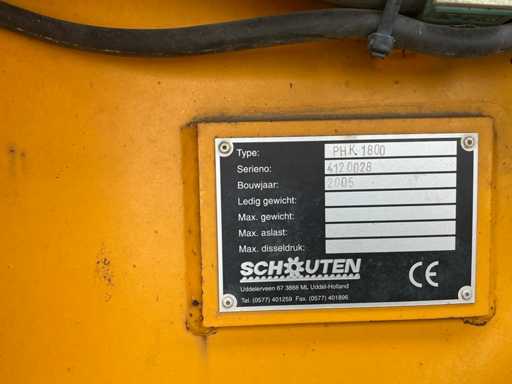 Type: PHK 1800
Serieno: 4120028
Bouwjaar: 2005
Ledig gewicht:
Max. gewicht:
Max. aslast:
Max. disseldruk:
SCHOUTEN CE
Uddelerveen 67 3888 ML Uddel-Holland
Tel. (0577) 401259 Fax. (0577) 401896